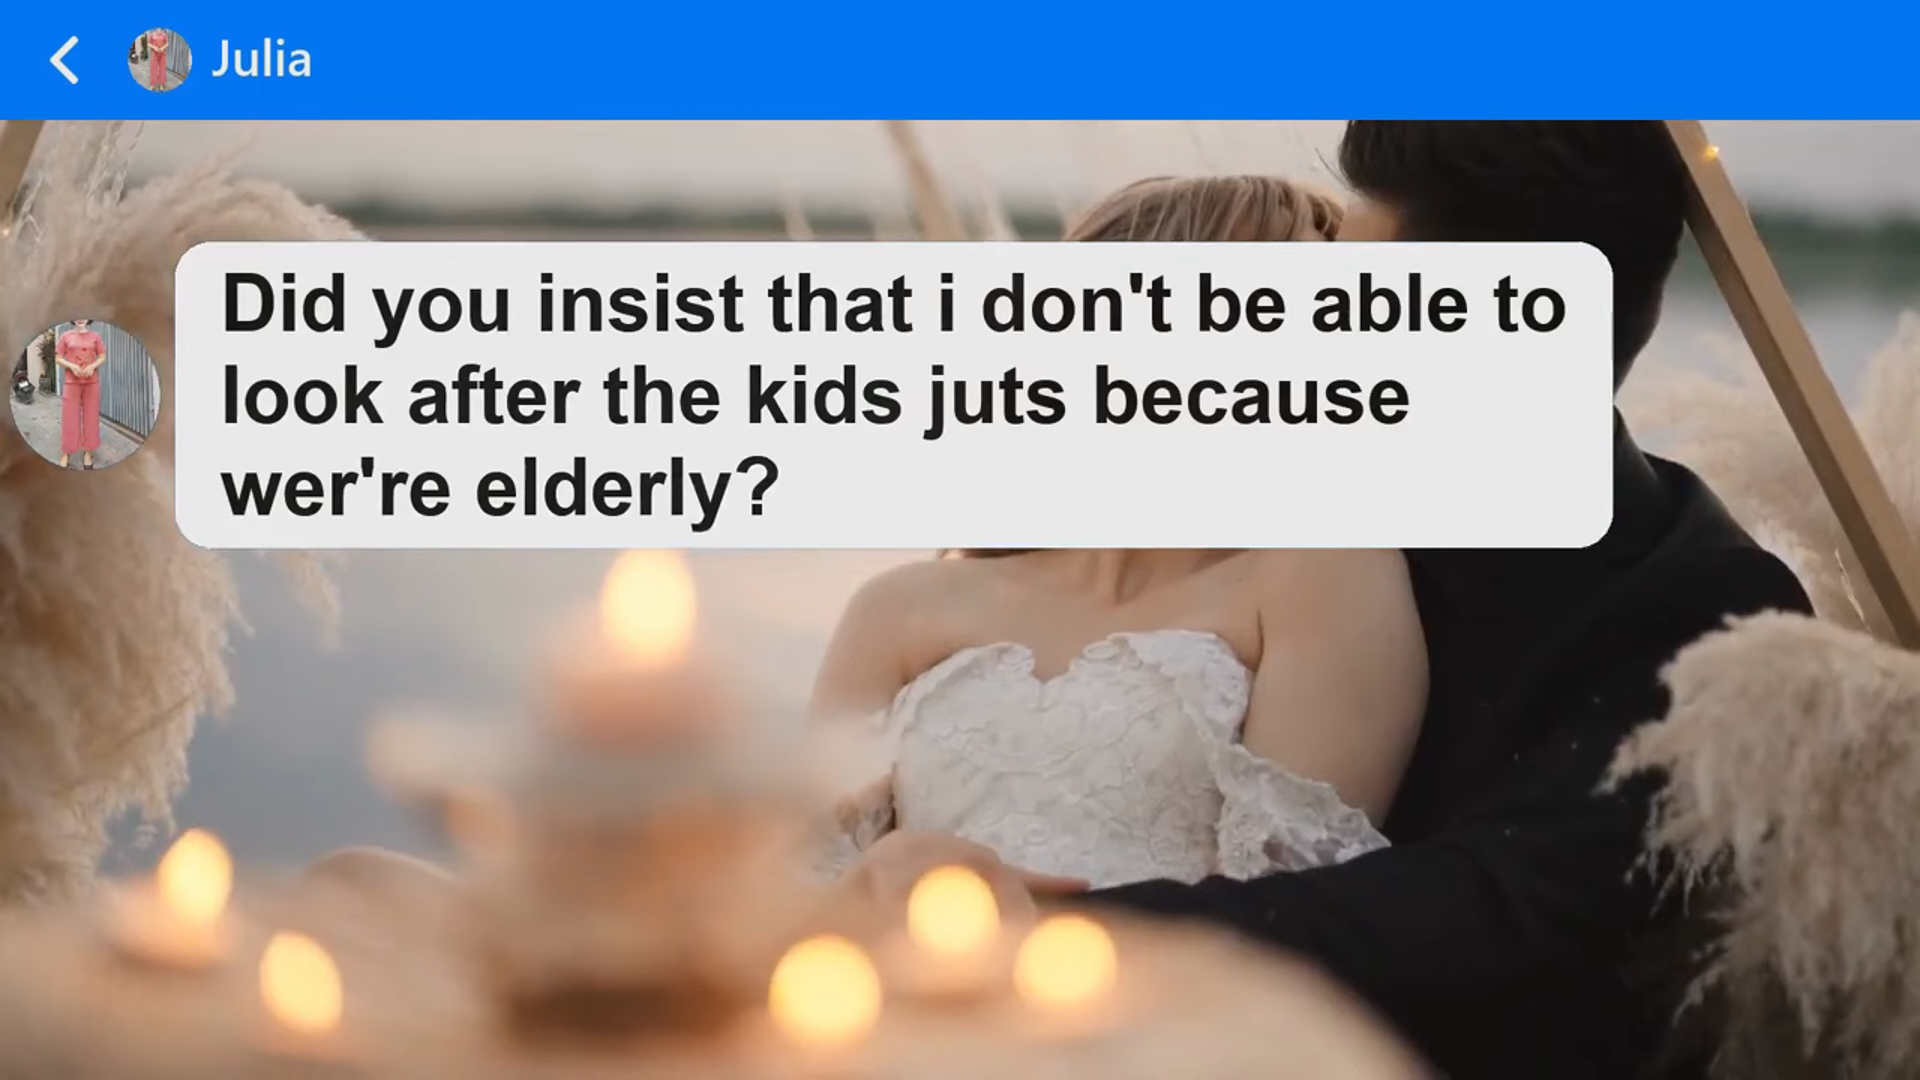 Julia
Did you insist that i don't be able to
look after the kids juts because
wer're elderly?